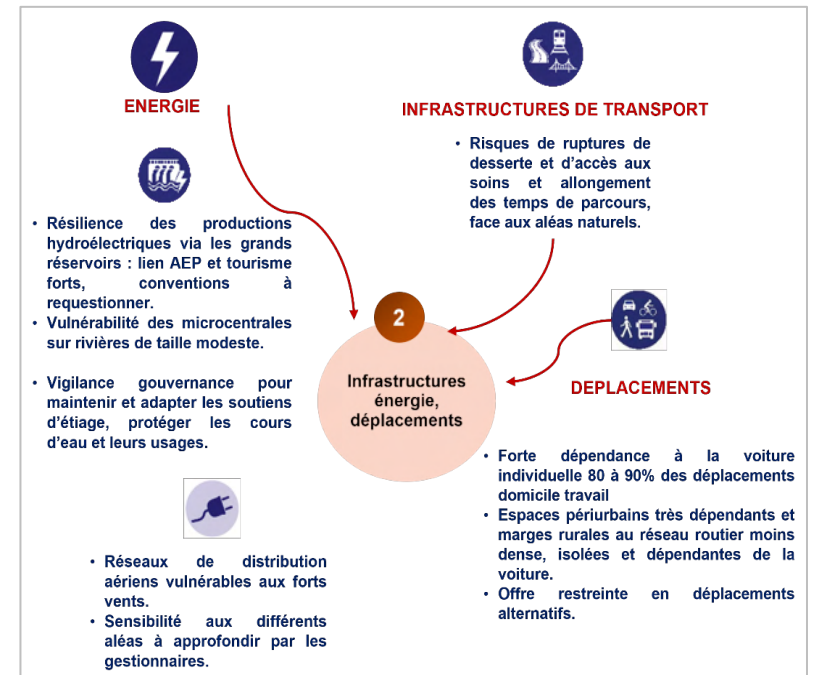 ENERGIE
• Résilience des productions
hydroélectriques via les grands
réservoirs : lien AEP et tourisme
forts, conventions à
requestionner.
• Vulnérabilité des microcentrales
sur rivières de taille modeste.
• Vigilance gouvernance pour
maintenir et adapter les soutiens
d'étiage, protéger les cours
d'eau et leurs usages.
• Réseaux de distribution
aériens vulnérables aux forts
vents.
• Sensibilité aux différents
aléas à approfondir par les
gestionnaires.
2
Infrastructures
énergie,
déplacements
INFRASTRUCTURES DE TRANSPORT
• Risques de ruptures de
desserte et d'accès aux
soins et allongement
des temps de parcours,
face aux aléas naturels.
DEPLACEMENTS
• Forte dépendance à la voiture
individuelle 80 à 90% des déplacements
domicile travail
• Espaces périurbains très dépendants et
marges rurales au réseau routier moins
dense, isolées et dépendantes de la
voiture.
• Offre restreinte en déplacements
alternatifs.